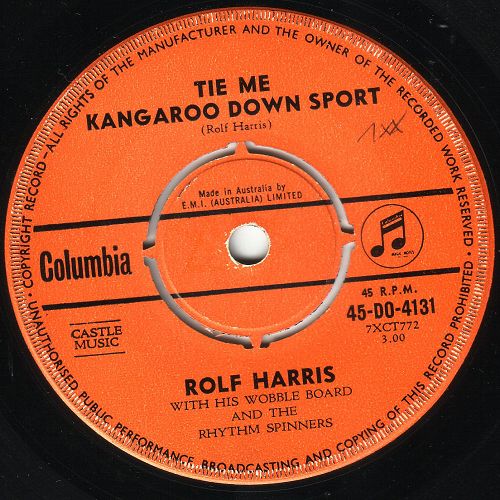 ALL RIGHTS OF THE MANUFACTURER AND THE OWNER OF THE RECORDED WORK RESERVED
UNAUTHORISED PUBLIC PERFORMANCE, BROADCASTING AND COPYING OF THIS RECORD PROHIBITED · COPYRIGHT RECORD –
TIE ME
KANGAROO DOWN SPORT
(Rolf Harris)
1xx
Made in Australia by
E.M.I. (AUSTRALIA) LIMITED
Columbia
45 R.P.M.
45-DO-4131
7XCT772
3.00
CASTLE
MUSIC
ROLF HARRIS
WITH HIS WOBBLE BOARD
AND THE
RHYTHM SPINNERS